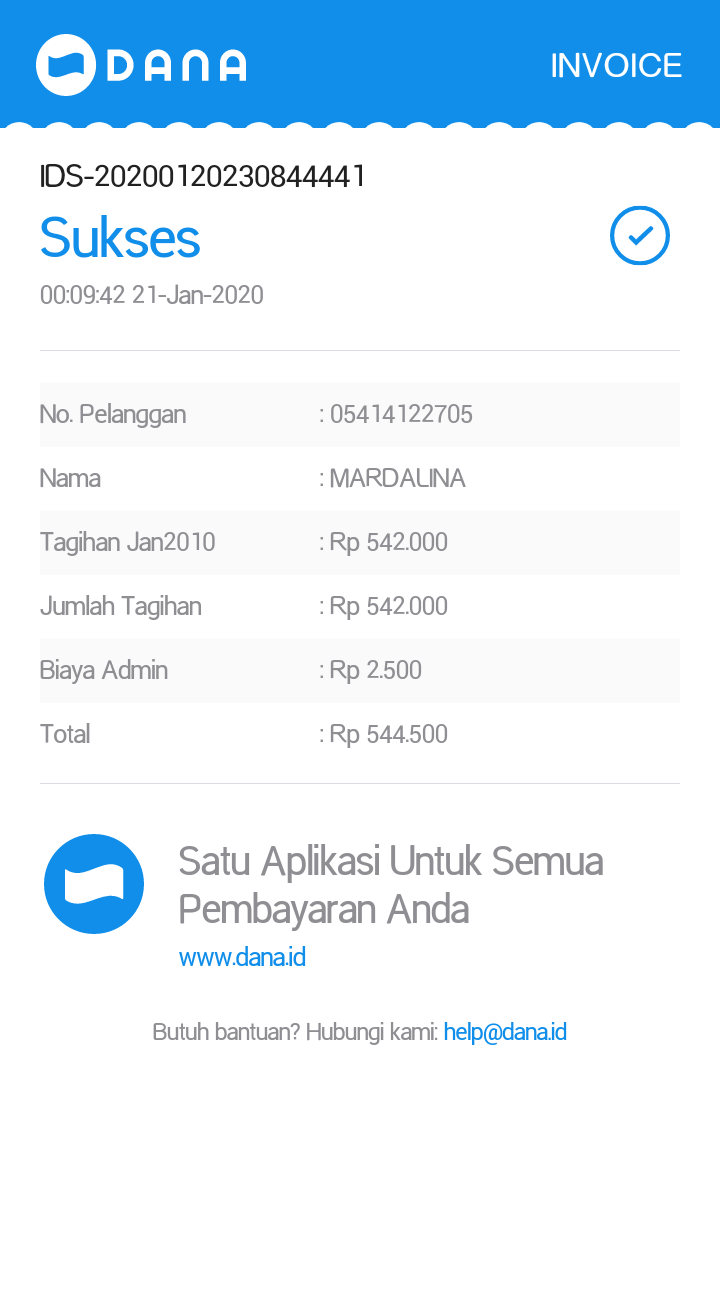 DANA
INVOICE
IDS-20200120230844441
Sukses
00:09:42 21-Jan-2020
No. Pelanggan : 05414122705
Nama : MARDALINA
Tagihan Jan2010 : Rp 542.000
Jumlah Tagihan : Rp 542.000
Biaya Admin : Rp 2.500
Total : Rp 544.500
Satu Aplikasi Untuk Semua
Pembayaran Anda
www.dana.id
Butuh bantuan? Hubungi kami: help@dana.id